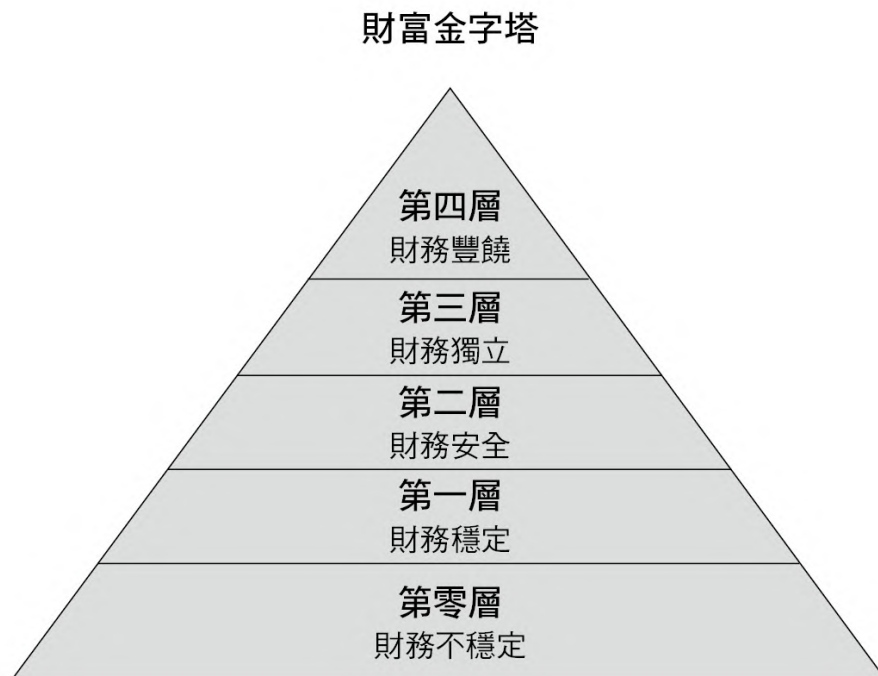 財富金字塔
第四層
財務豐饒
第三層
財務獨立
第二層
財務安全
第一層
財務穩定
第零層
財務不穩定